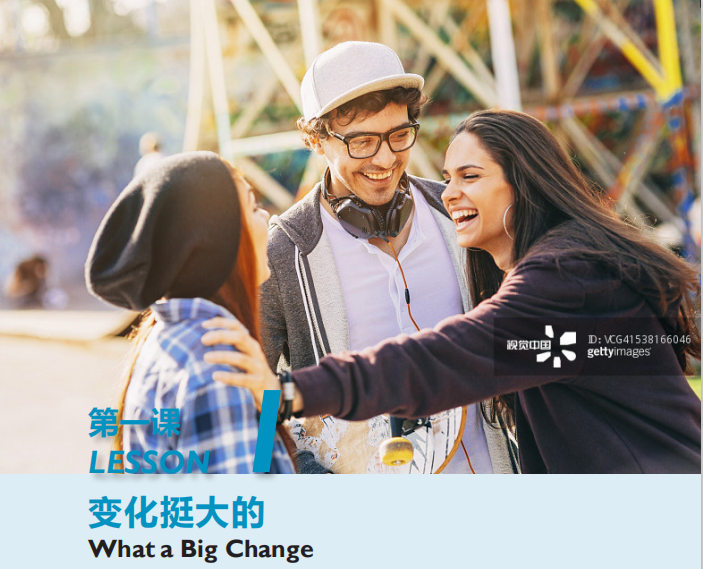 视觉中国
ID: VCG41538166046
gettyimages®
第一课
1
LESSON
变化挺大的
What a Big Change